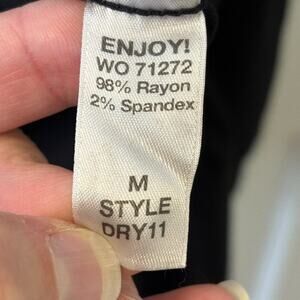 ENJOY!
WO 71272
98% Rayon
2% Spandex
M
STYLE
DRY11